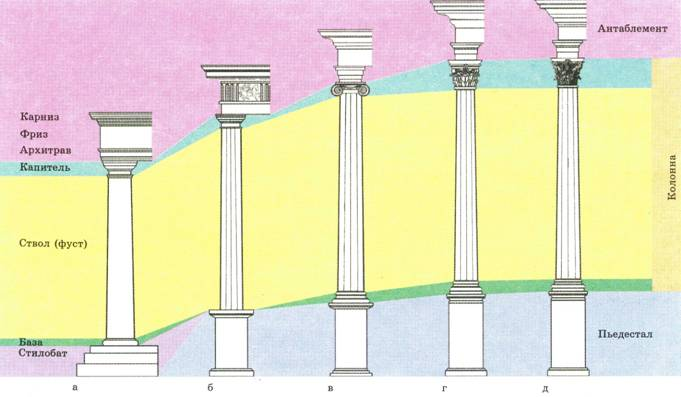 Антаблемент
Карниз
Фриз
Архитрав
Капитель
Колонна
Ствол (фуст)
База
Стилобат
Пьедестал
а
б
в
г
д